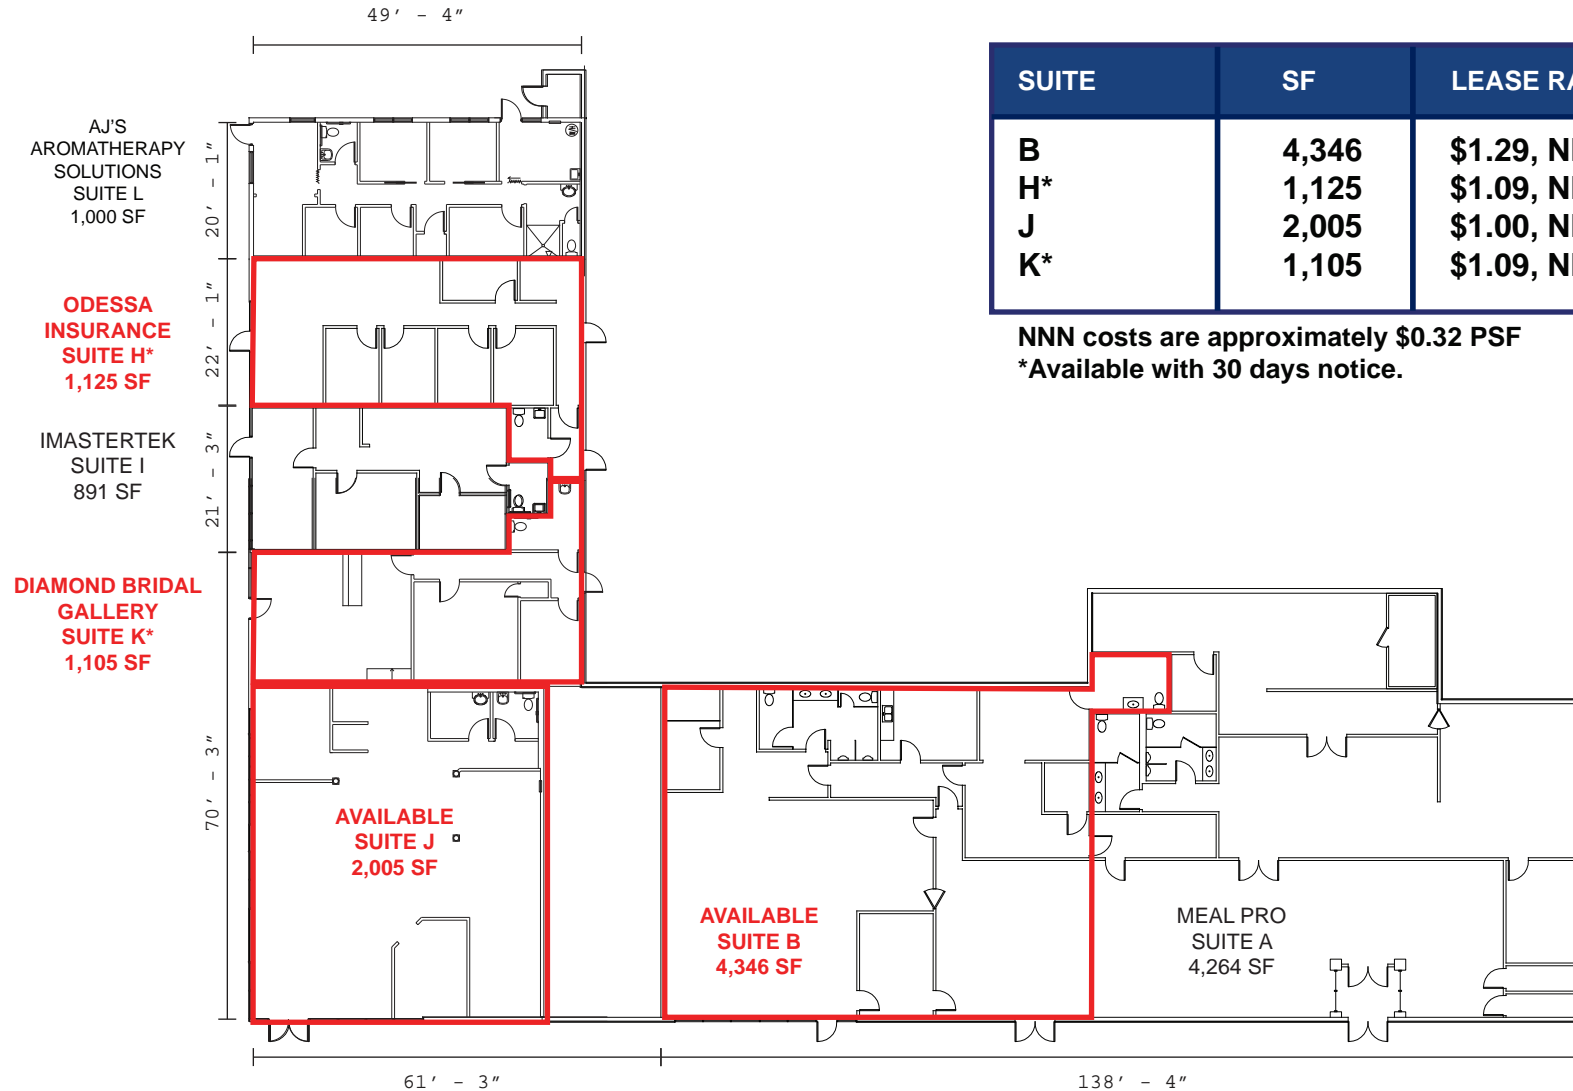 49' - 4"
SUITE SF LEASE RA
B 4,346 $1.29, N
H* 1,125 $1.09, N
J 2,005 $1.00, N
K* 1,105 $1.09, N
NNN costs are approximately $0.32 PSF
*Available with 30 days notice.
AJ'S
AROMATHERAPY
SOLUTIONS
SUITE L
1,000 SF
20' - 1"
ODESSA
INSURANCE
SUITE H*
1,125 SF
22' - 1"
IMASTERTEK
SUITE I
891 SF
21' - 3"
DIAMOND BRIDAL
GALLERY
SUITE K*
1,105 SF
70' - 3"
AVAILABLE
SUITE J
2,005 SF
AVAILABLE
SUITE B
4,346 SF
MEAL PRO
SUITE A
4,264 SF
61' - 3"
138' - 4"